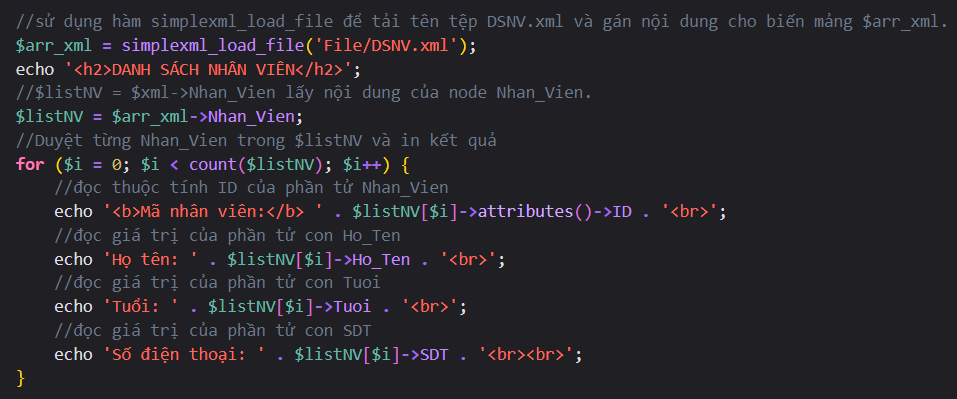 //sử dụng hàm simplexml_load_file để tải tên tệp DSNV.xml và gán nội dung cho biến mảng $arr_xml.
$arr_xml = simplexml_load_file('File/DSNV.xml');
echo '<h2>DANH SÁCH NHÂN VIÊN</h2>';
//$listNV = $xml->Nhan_Vien lấy nội dung của node Nhan_Vien.
$listNV = $arr_xml->Nhan_Vien;
//Duyệt từng Nhan_Vien trong $listNV và in kết quả
for ($i = 0; $i < count($listNV); $i++) {
    //đọc thuộc tính ID của phần tử Nhan_Vien
    echo '<b>Mã nhân viên:</b> ' . $listNV[$i]->attributes()->ID . '<br>';
    //đọc giá trị của phần tử con Ho_Ten
    echo 'Họ tên: ' . $listNV[$i]->Ho_Ten . '<br>';
    //đọc giá trị của phần tử con Tuoi
    echo 'Tuổi: ' . $listNV[$i]->Tuoi . '<br>';
    //đọc giá trị của phần tử con SDT
    echo 'Số điện thoại: ' . $listNV[$i]->SDT . '<br><br>';
}